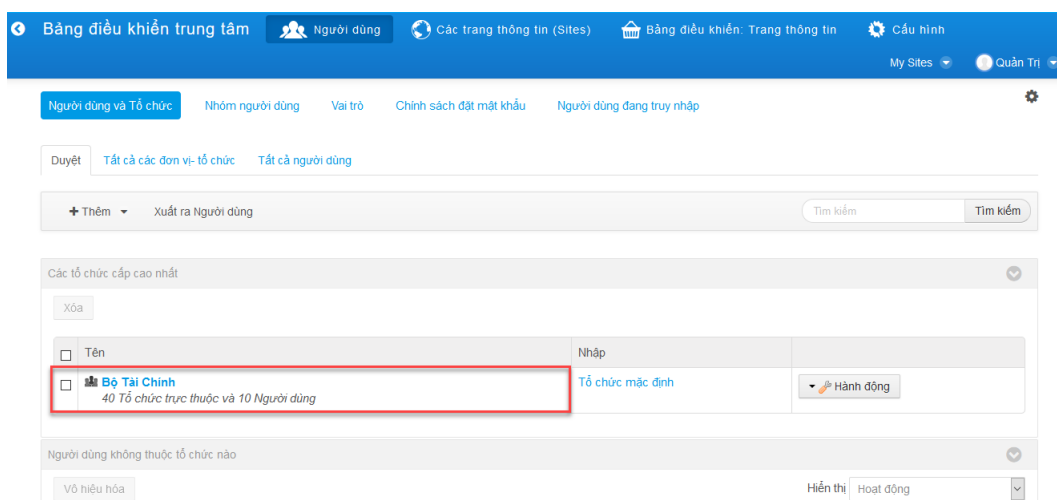 Bảng điều khiển trung tâm Người dùng Các trang thông tin (Sites) Bảng điều khiển: Trang thông tin Cấu hình
My Sites Quản Trị
Người dùng và Tổ chức Nhóm người dùng Vai trò Chính sách đặt mật khẩu Người dùng đang truy nhập
Duyệt Tất cả các đơn vị- tổ chức Tất cả người dùng
Thêm Xuất ra Người dùng Tìm kiếm Tìm kiếm
Các tổ chức cấp cao nhất
Xóa
Tên Nhập
Bộ Tài Chính Tổ chức mặc định Hành động
40 Tổ chức trực thuộc và 10 Người dùng
Người dùng không thuộc tổ chức nào
Vô hiệu hóa Hiển thị Hoạt động